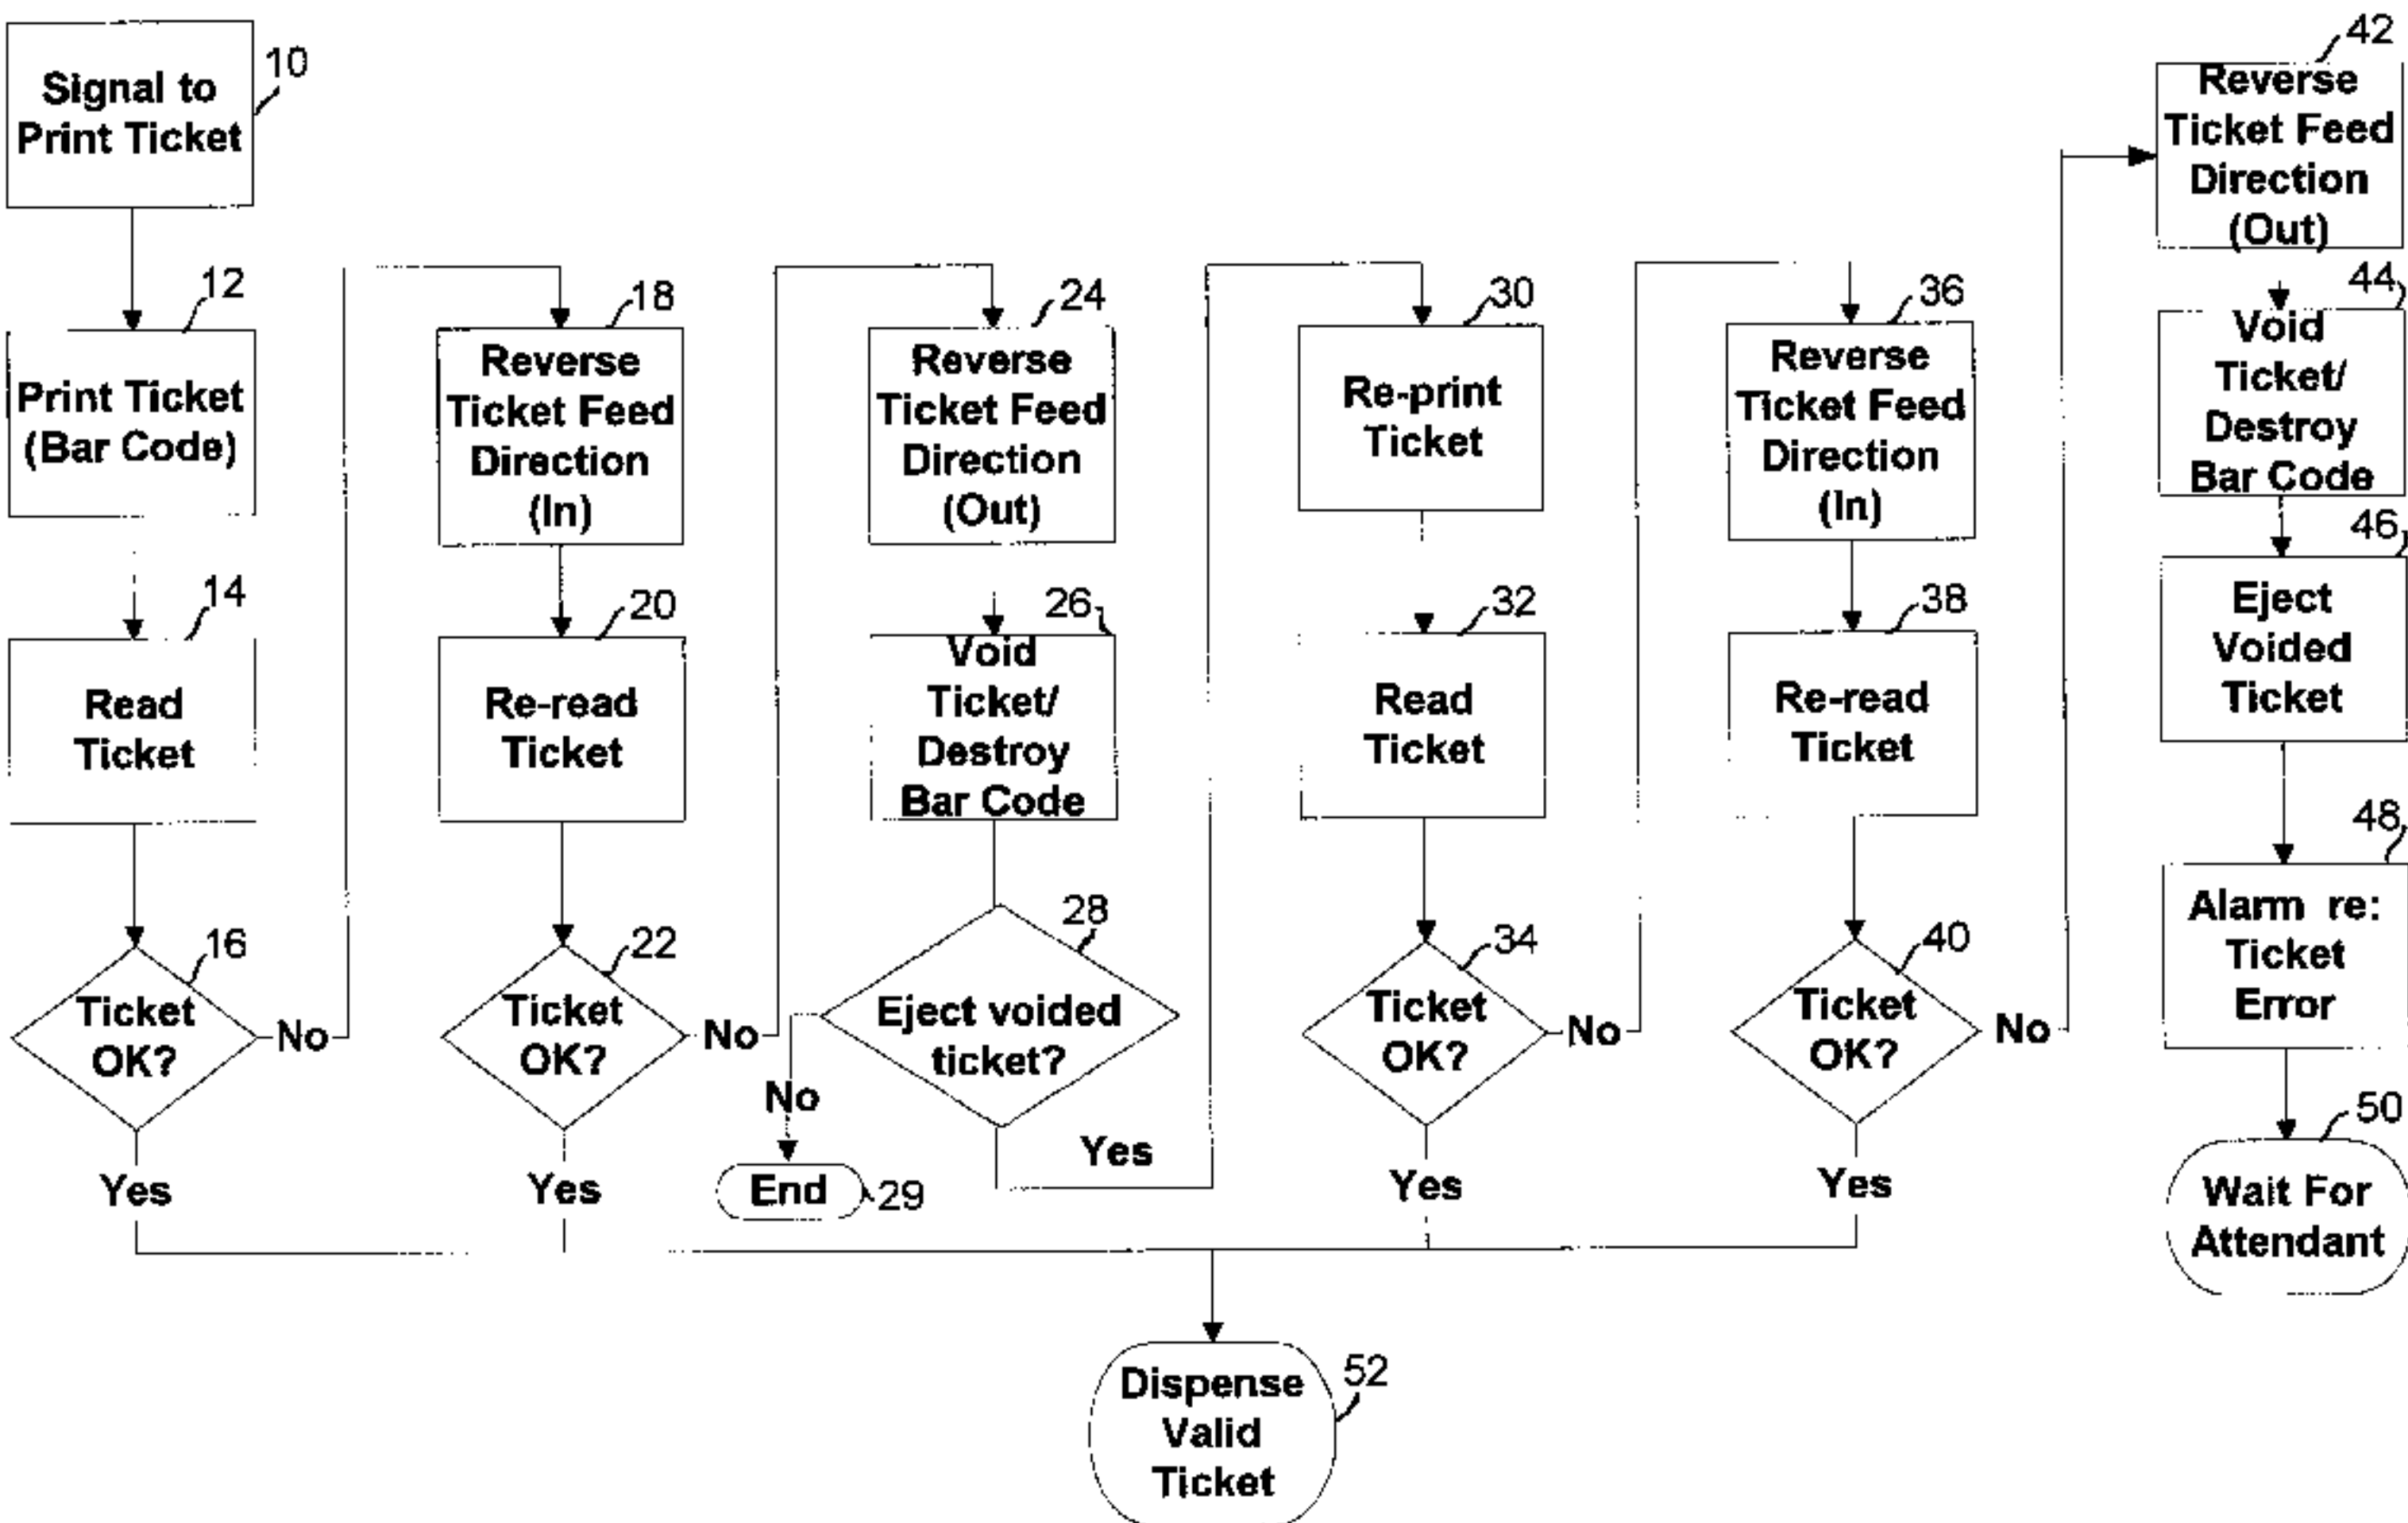 Signal to
Print Ticket
10
Print Ticket
(Bar Code)
12
Read
Ticket
14
Ticket
OK?
16
No
Yes
Reverse
Ticket Feed
Direction
(In)
18
Re-read
Ticket
20
Ticket
OK?
22
No
Yes
Reverse
Ticket Feed
Direction
(Out)
24
Void
Ticket/
Destroy
Bar Code
26
Eject voided
ticket?
28
No
End
29
Yes
Re-print
Ticket
30
Read
Ticket
32
Ticket
OK?
34
No
Yes
Reverse
Ticket Feed
Direction
(In)
36
Re-read
Ticket
38
Ticket
OK?
40
No
Yes
Reverse
Ticket Feed
Direction
(Out)
42
Void
Ticket/
Destroy
Bar Code
44
Eject
Voided
Ticket
46
Alarm re:
Ticket
Error
48
Wait For
Attendant
50
Dispense
Valid
Ticket
52